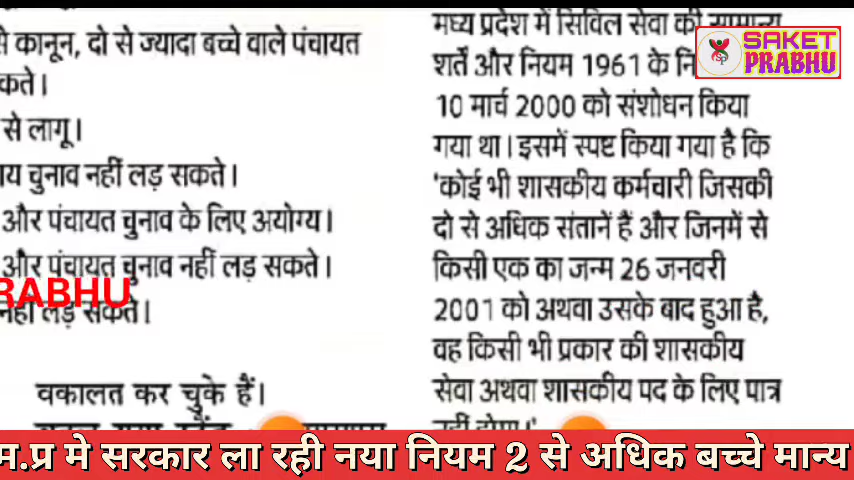 कानून, दो से ज्यादा बच्चे वाले पंचायत
कते।
से लागू।
चुनाव नहीं लड़ सकते।
और पंचायत चुनाव के लिए अयोग्य।
और पंचायत चुनाव नहीं लड़ सकते।
लड़ सकते।
वकालत कर चुके हैं।
मध्य प्रदेश में सिविल सेवा की सामान्य
शर्तें और नियम 1961 के
10 मार्च 2000 को संशोधन किया
गया था। इसमें स्पष्ट किया गया है कि
'कोई भी शासकीय कर्मचारी जिसकी
दो से अधिक संतानें हैं और जिनमें से
किसी एक का जन्म 26 जनवरी
2001 को अथवा उसके बाद हुआ है,
वह किसी भी प्रकार की शासकीय
सेवा अथवा शासकीय पद के लिए पात्र
नहीं होगा।'
SAKET
PRABHU
SP
RABHU
म.प्र मे सरकार ला रही नया नियम 2 से अधिक बच्चे मान्य